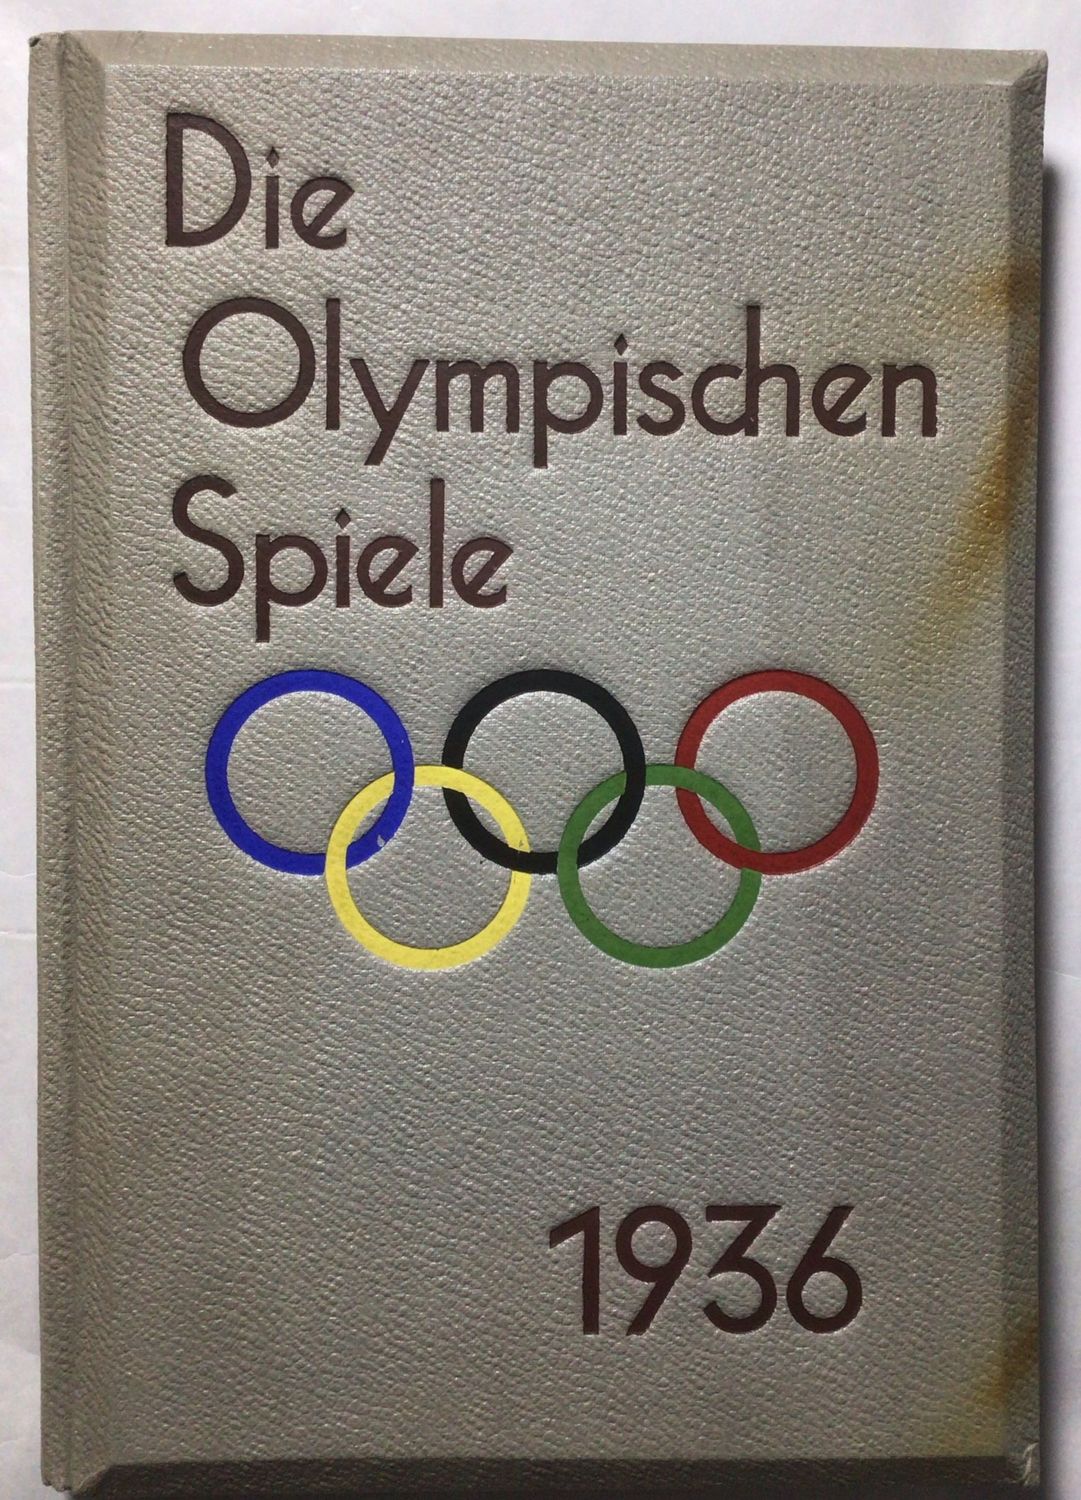 Die
Olympischen
Spiele
1936